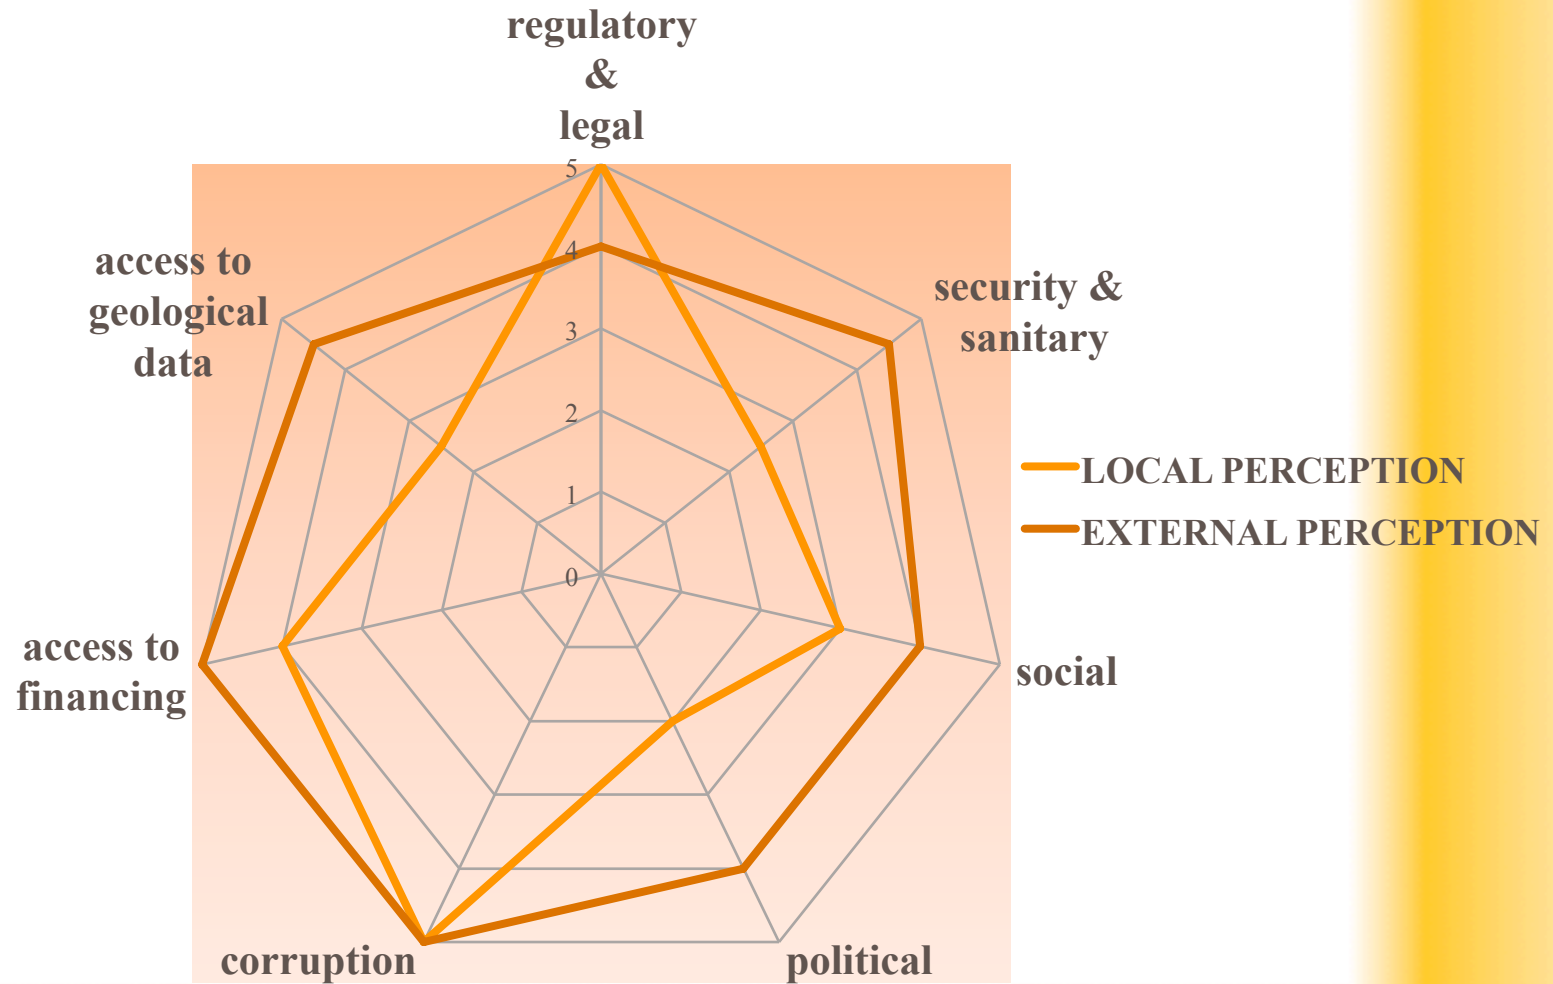 regulatory
&
legal
5
4
3
2
1
0
security &
sanitary
social
political
corruption
access to
financing
access to
geological
data
LOCAL PERCEPTION
EXTERNAL PERCEPTION